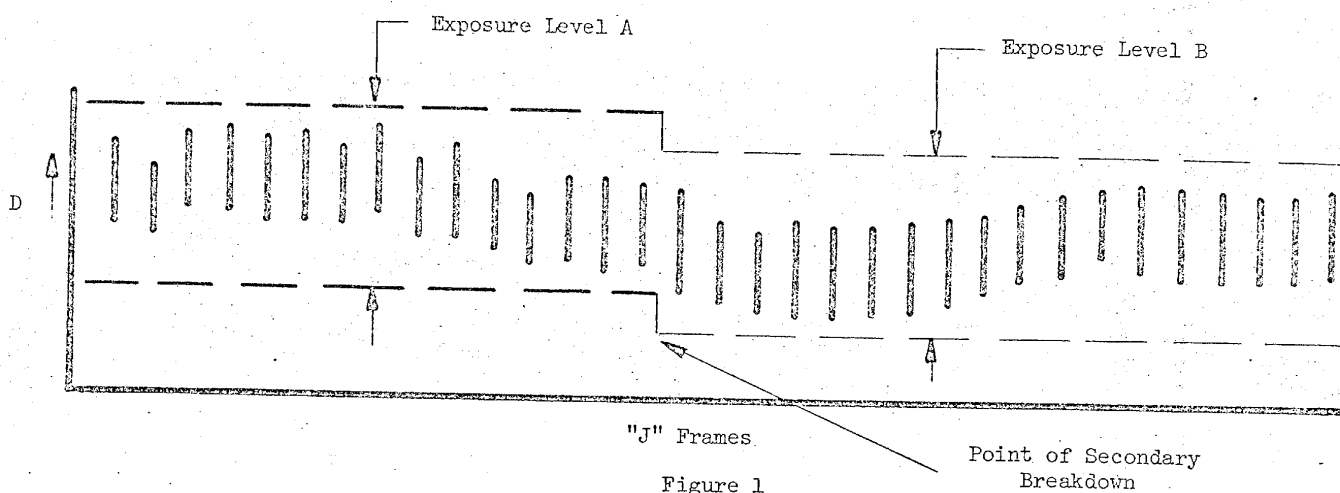 Exposure Level A
Exposure Level B
D
"J" Frames
Point of Secondary
Breakdown
Figure 1